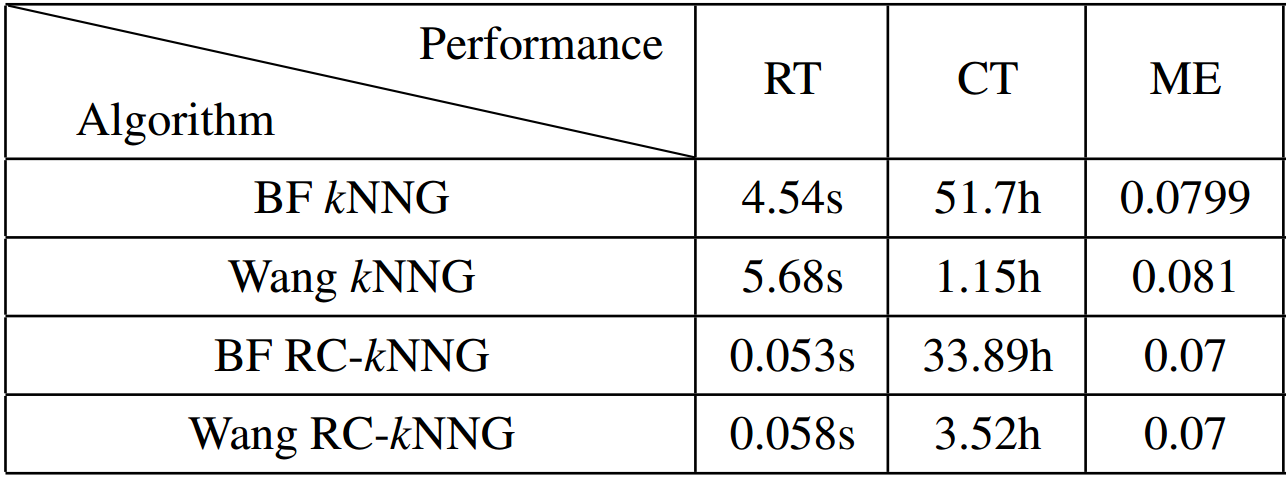 Performance
Algorithm
RT CT ME
BF kNNG 4.54s 51.7h 0.0799
Wang kNNG 5.68s 1.15h 0.081
BF RC-kNNG 0.053s 33.89h 0.07
Wang RC-kNNG 0.058s 3.52h 0.07